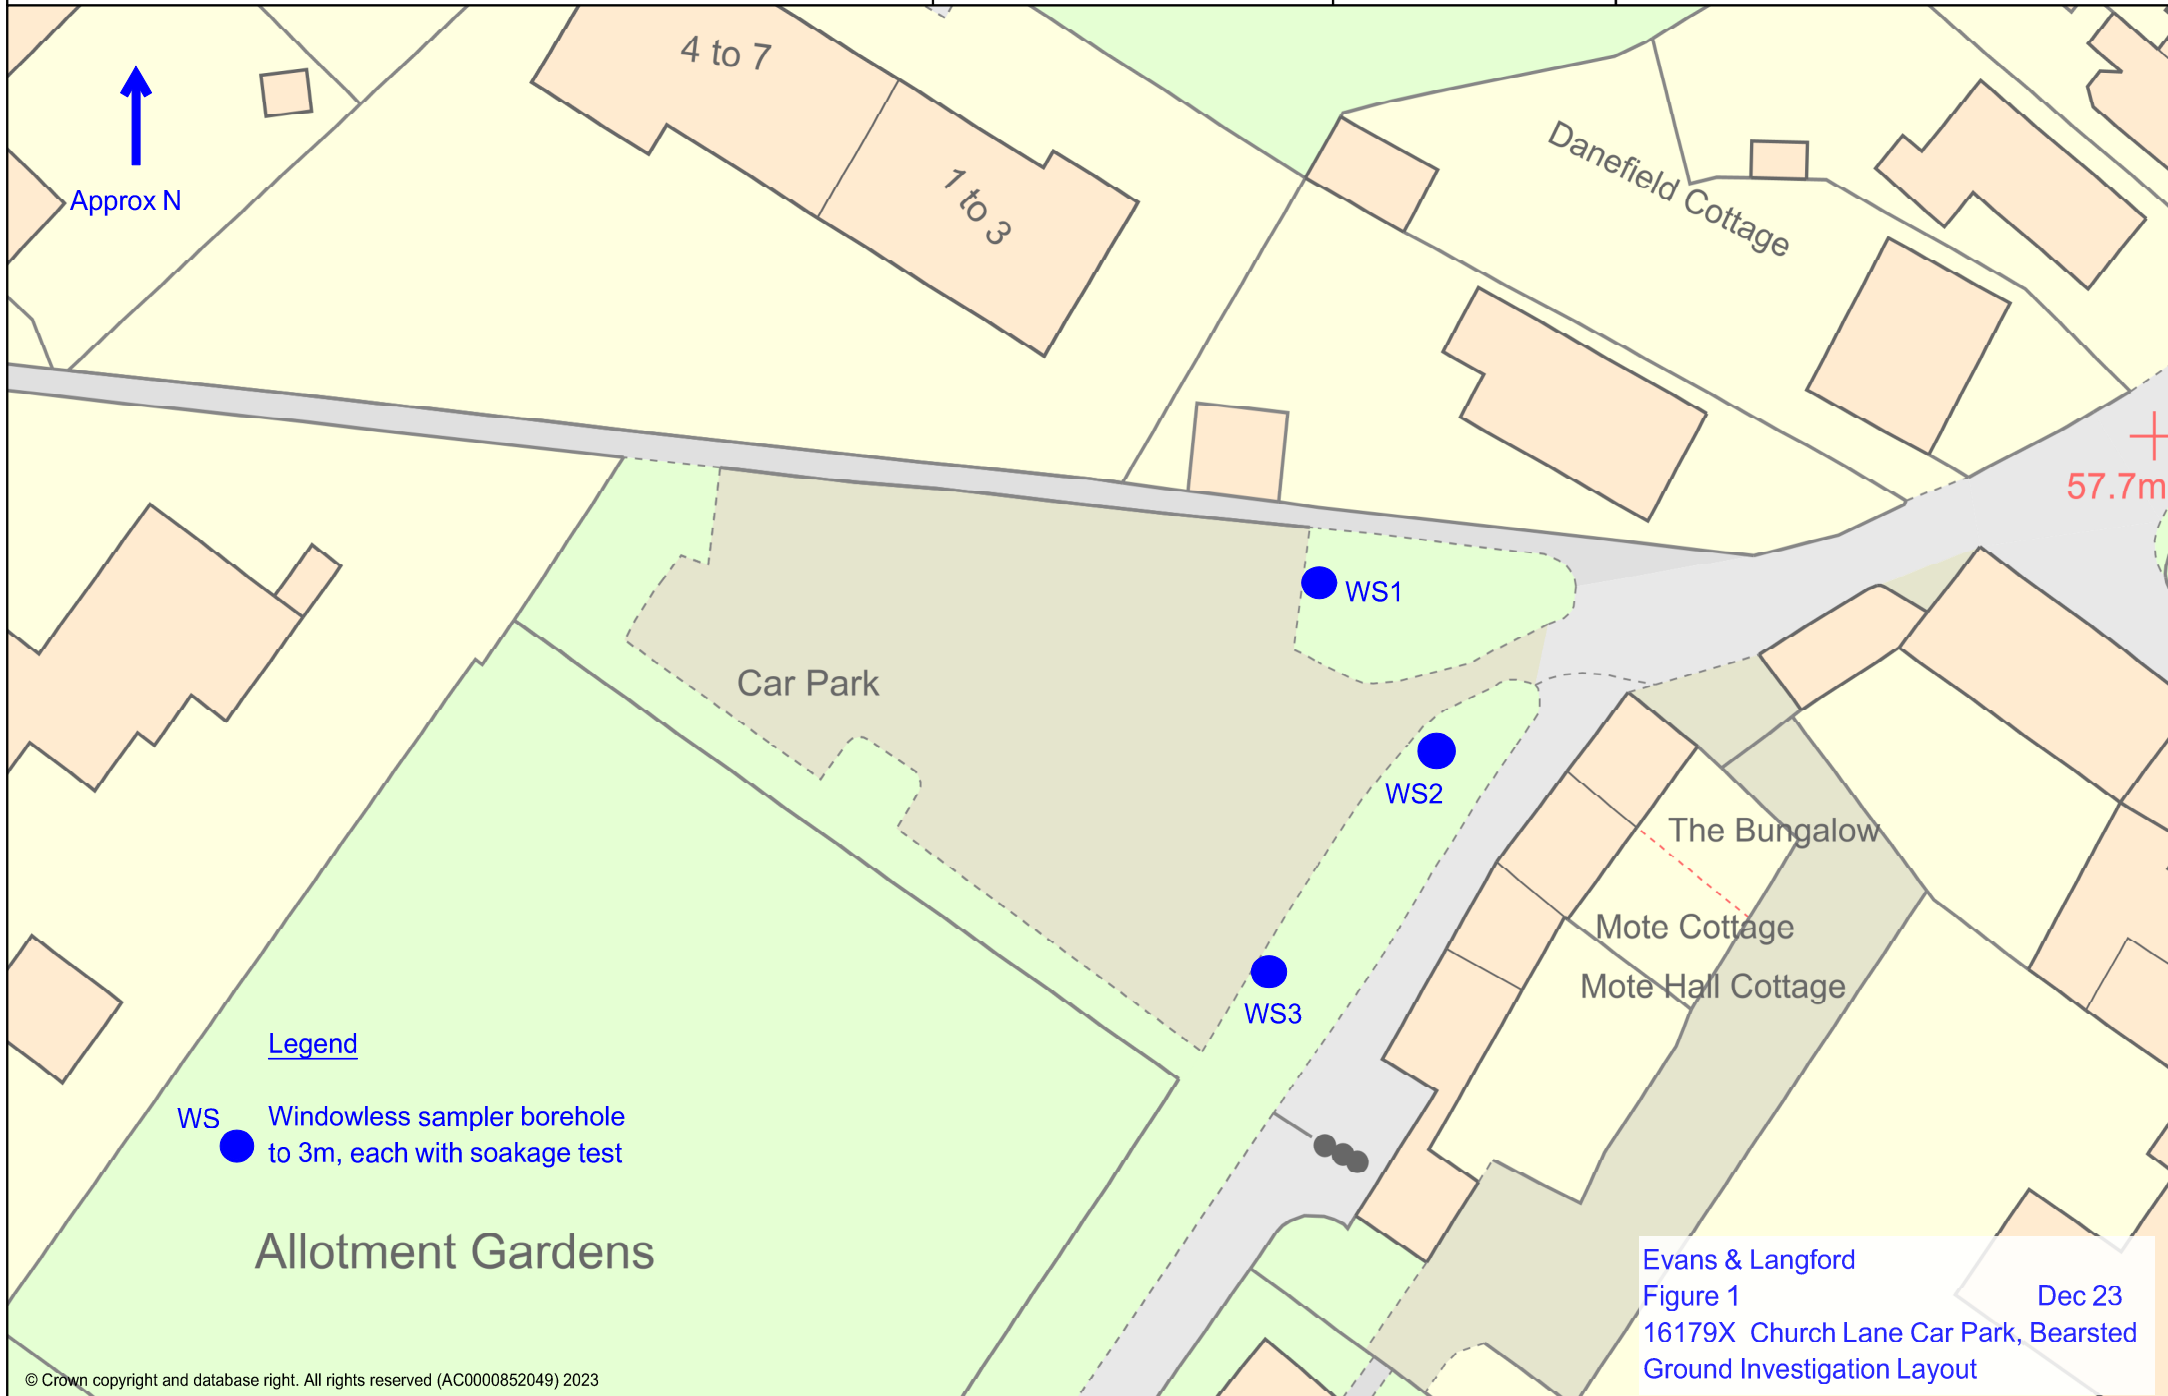 4 to 7
1 to 3
Approx N
Danefield Cottage
57.7m
WS1
Car Park
WS2
The Bungalow
Mote Cottage
Mote Hall Cottage
WS3
Legend
WS
Windowless sampler borehole
to 3m, each with soakage test
Allotment Gardens
Evans & Langford
Figure 1 Dec 23
16179X Church Lane Car Park, Bearsted
Ground Investigation Layout
© Crown copyright and database right. All rights reserved (AC0000852049) 2023